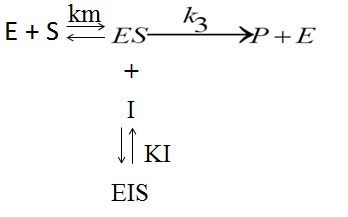 km
E + S ⇌ ES k3 → P + E
+
I
↓↑ KI
EIS